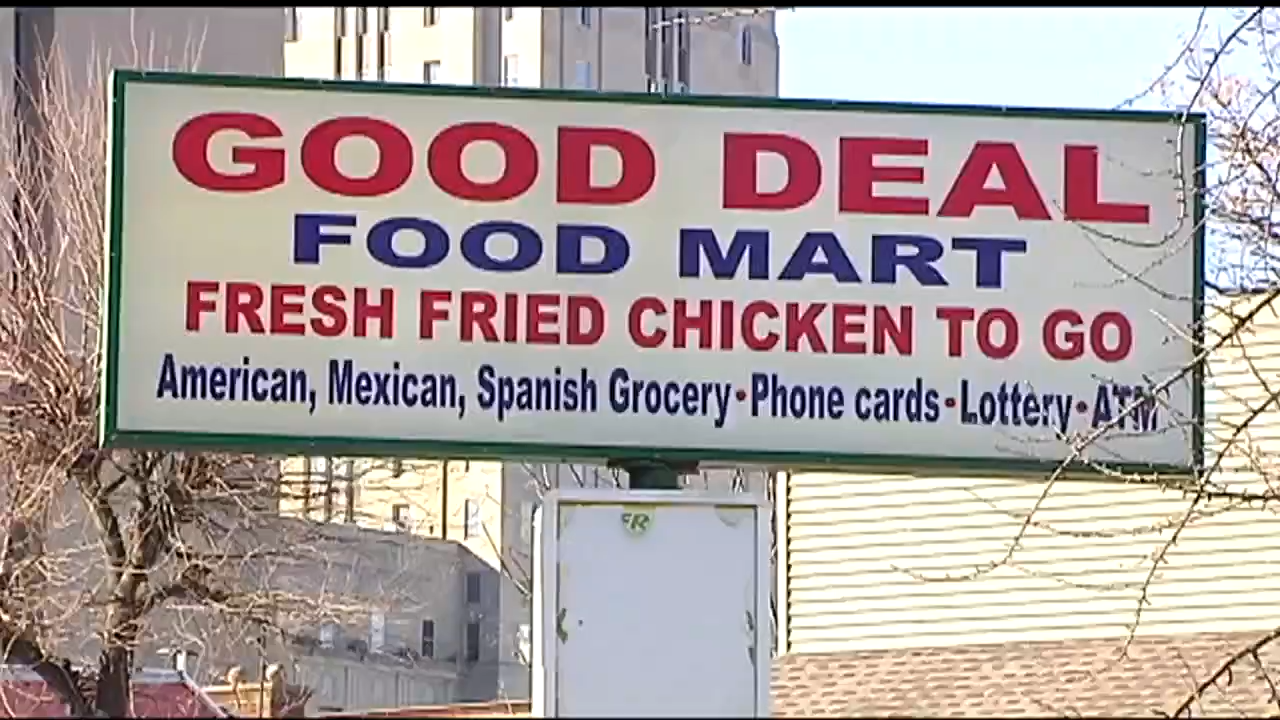 GOOD DEAL
FOOD MART
FRESH FRIED CHICKEN TO GO
American, Mexican, Spanish Grocery • Phone cards • Lottery • ATM